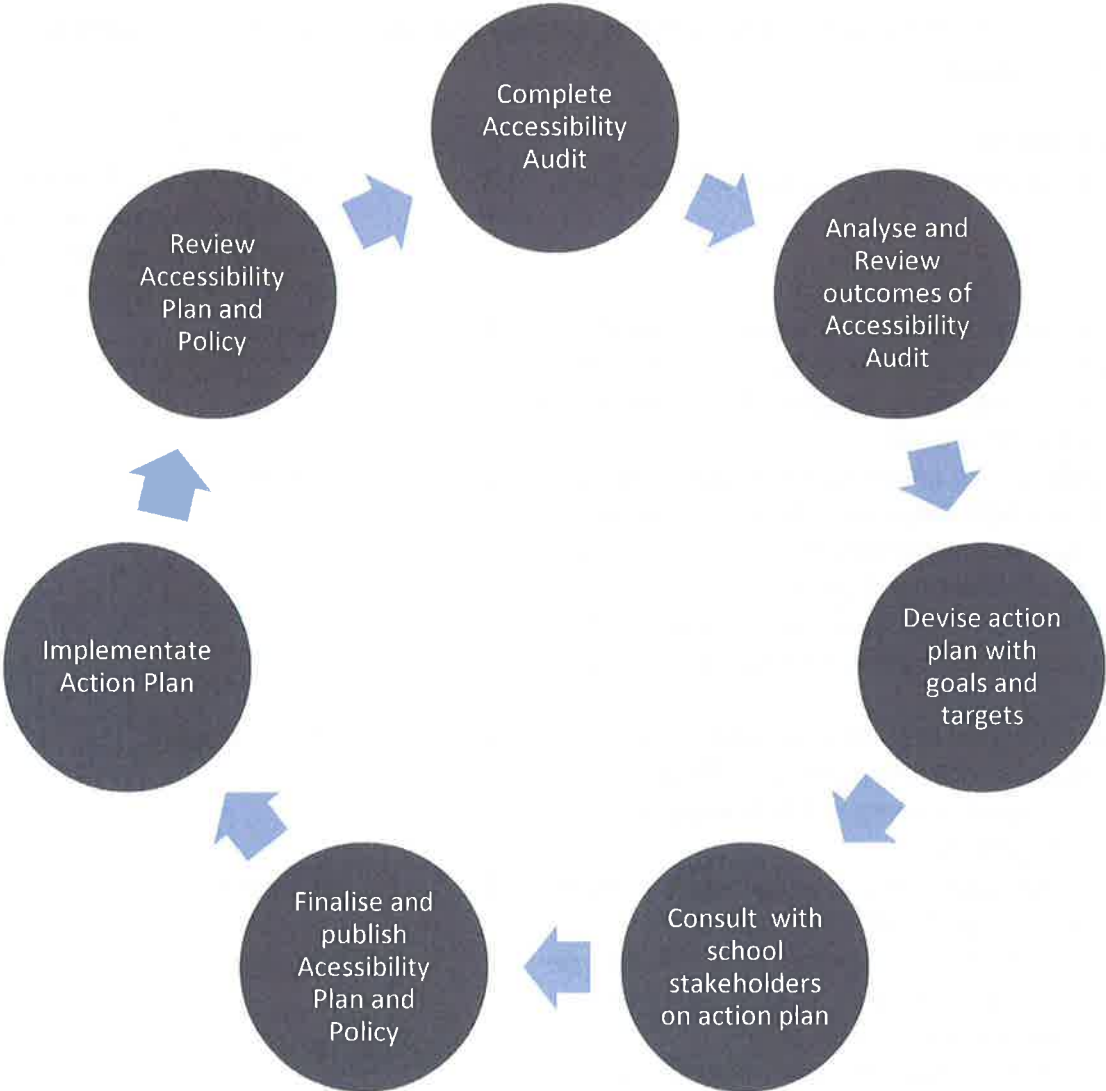 Complete
Accessibility
Audit
Analyse and
Review
outcomes of
Accessibility
Audit
Devise action
plan with
goals and
targets
Consult  with
school
stakeholders
on action plan
Finalise and
publish
Acessibility
Plan and
Policy
Implementate
Action Plan
Review
Accessibility
Plan and
Policy